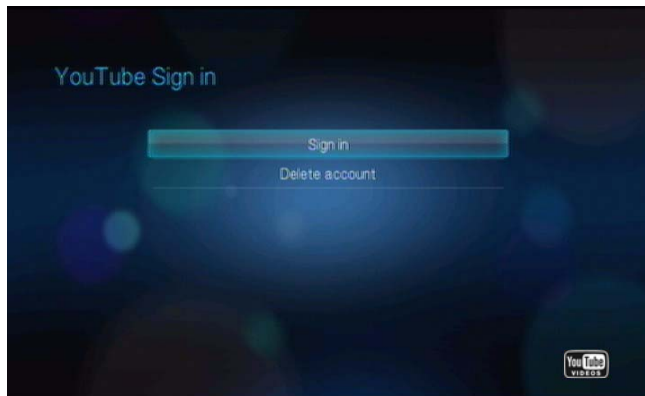 YouTube Sign in
Sign in
Delete account
You Tube
VIDEOS